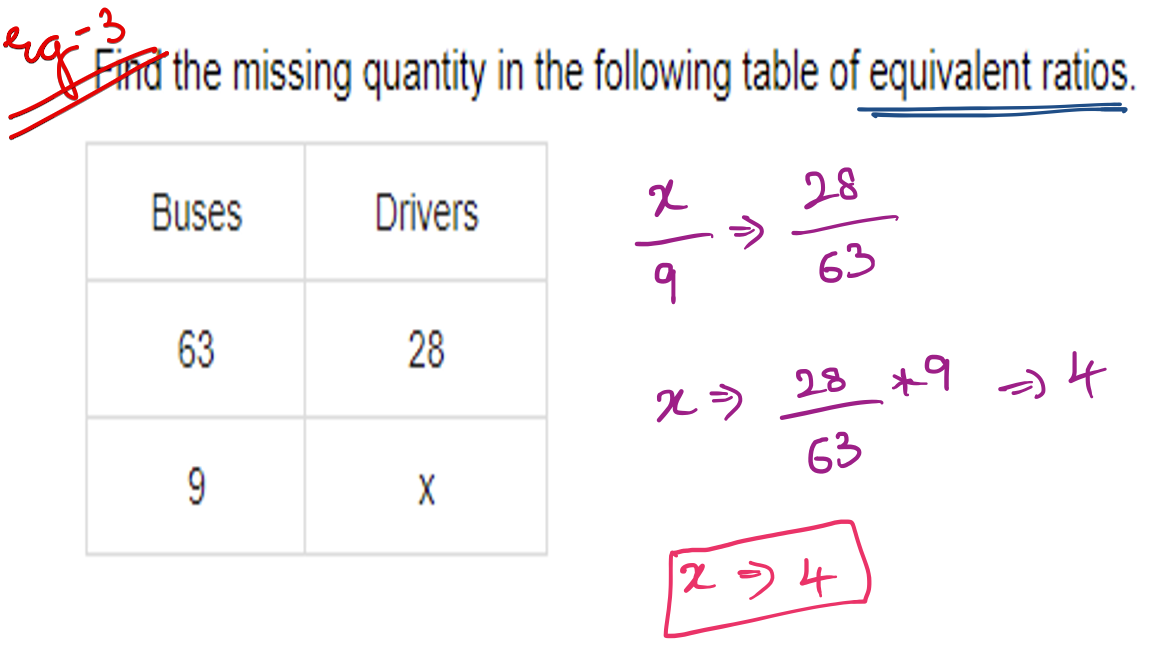 eg-3
Find the missing quantity in the following table of equivalent ratios.
Buses Drivers
63 28
9 x
x/9 ⇒ 28/63
x ⇒ 28/63 *9 ⇒ 4
x ⇒ 4